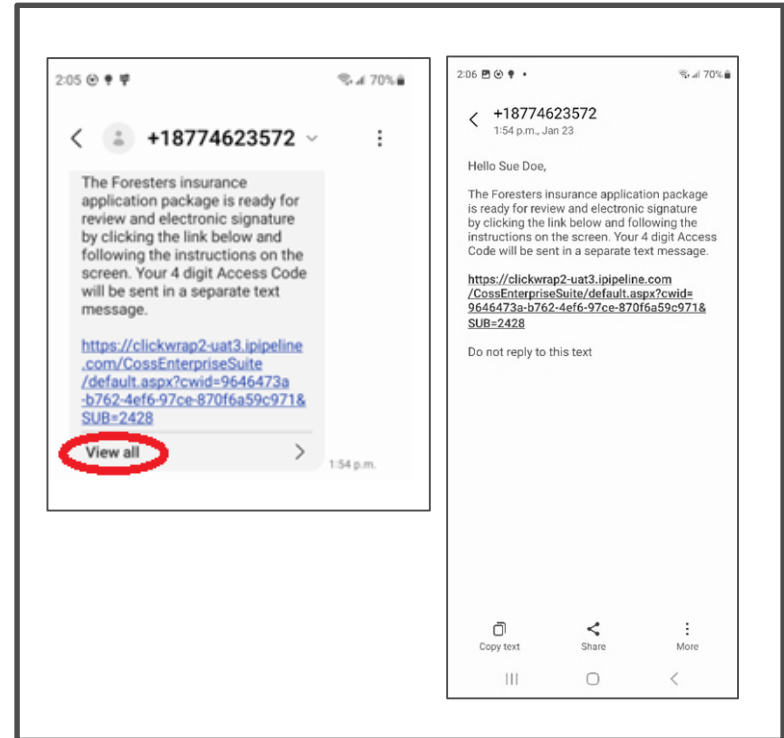 2:05
70%
+18774623572
The Foresters insurance
application package is ready for
review and electronic signature
by clicking the link below and
following the instructions on the
screen. Your 4 digit Access Code
will be sent in a separate text
message.
https://clickwrap2-uat3.ipipeline
.com/CossEnterpriseSuite
/default.aspx?cwid=9646473a
-b762-4ef6-97ce-870f6a59c971&
SUB=2428
View all
1:54 p.m.
2:06
70%
+18774623572
1:54 p.m., Jan 23
Hello Sue Doe,
The Foresters insurance application package
is ready for review and electronic signature
by clicking the link below and following the
instructions on the screen. Your 4 digit Access
Code will be sent in a separate text message.
https://clickwrap2-uat3.ipipeline.com
/CossEnterpriseSuite/default.aspx?cwid=
9646473a-b762-4ef6-97ce-870f6a59c971&
SUB=2428
Do not reply to this text
Copy text
Share
More